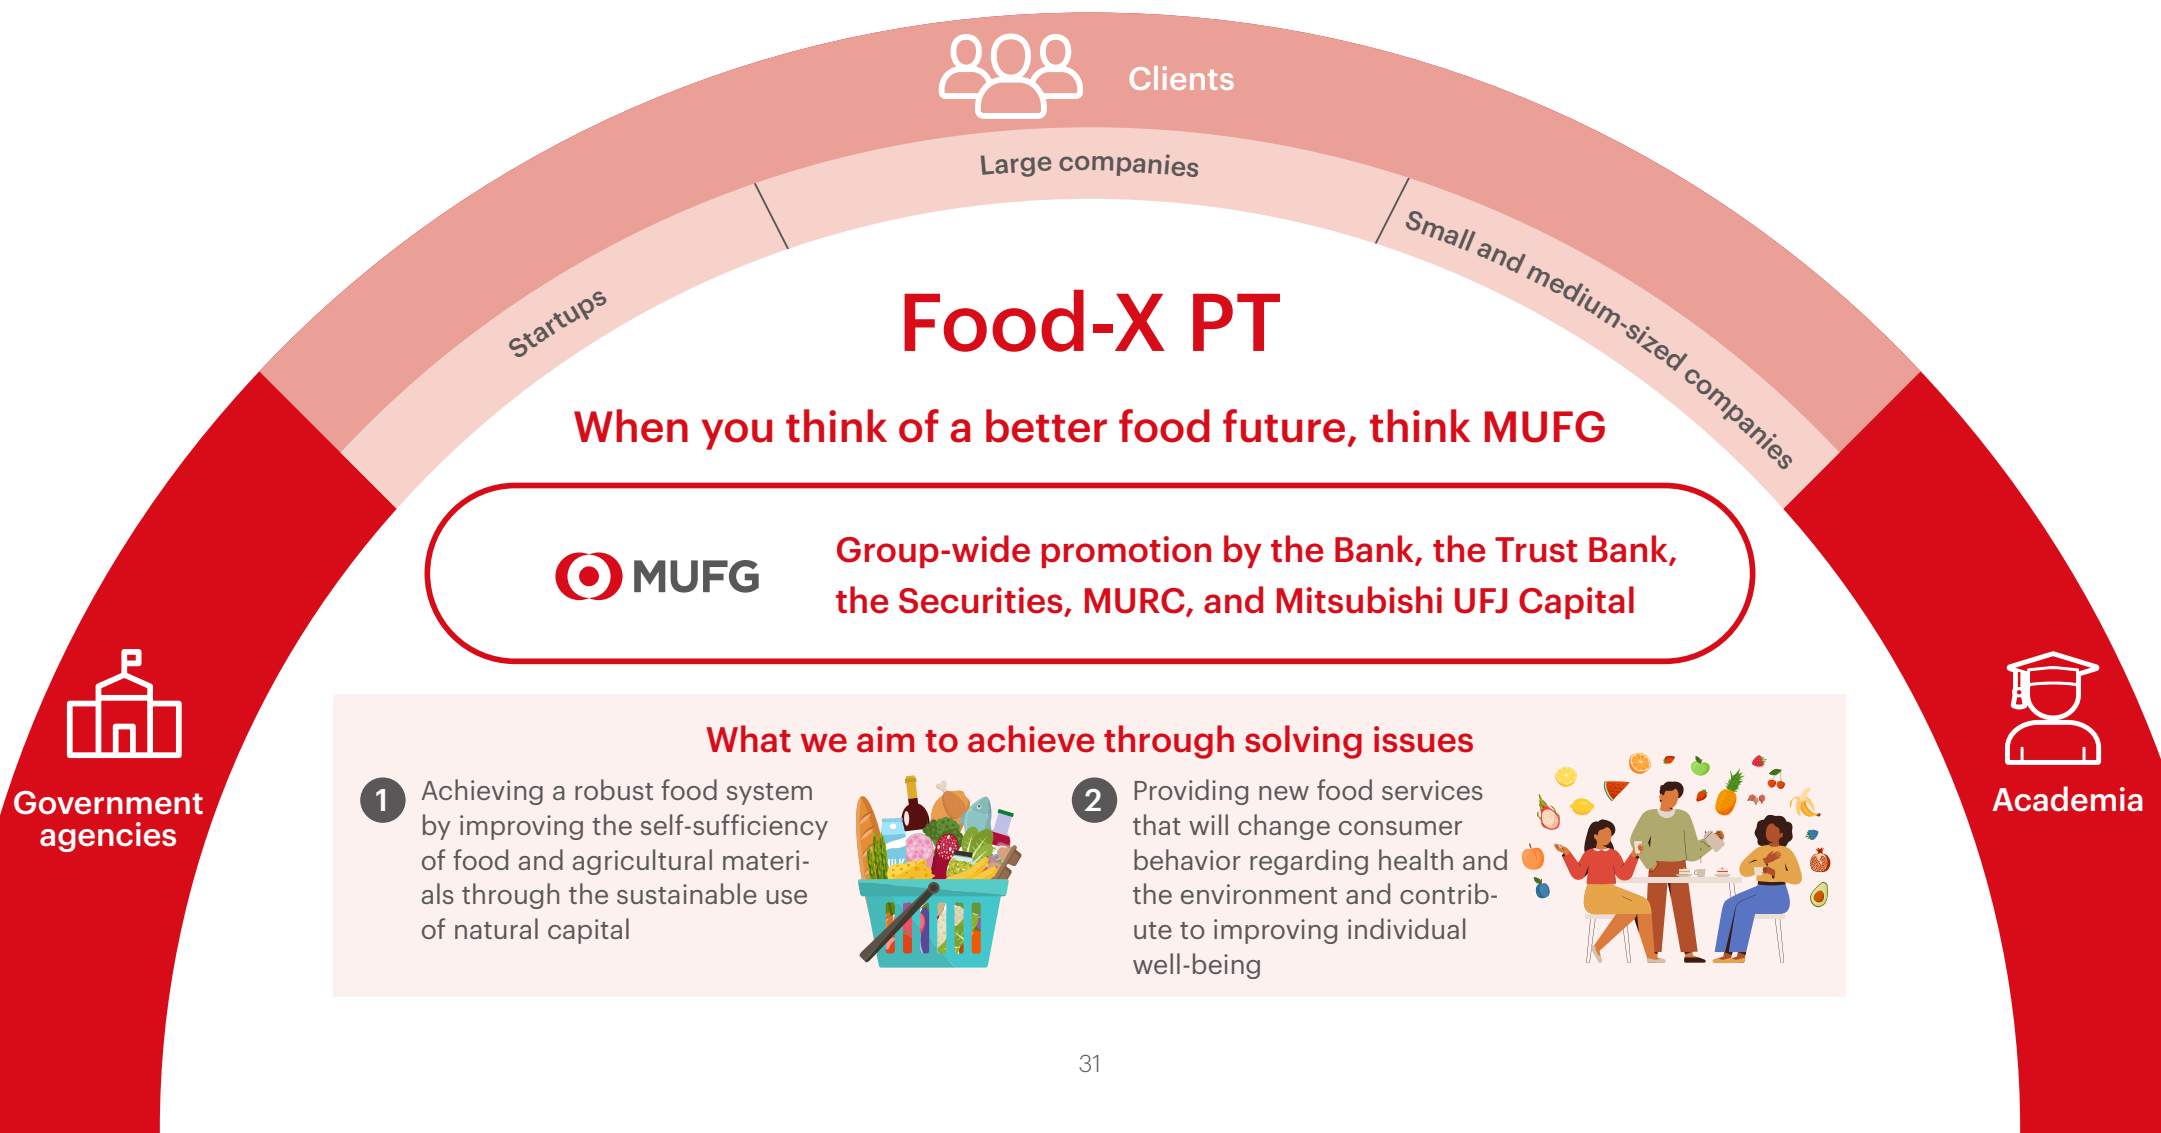 Clients
Large companies
Startups
Small and medium-sized companies
Food-X PT
When you think of a better food future, think MUFG
MUFG
Group-wide promotion by the Bank, the Trust Bank,
the Securities, MURC, and Mitsubishi UFJ Capital
Government
agencies
Academia
What we aim to achieve through solving issues
1
Achieving a robust food system
by improving the self-sufficiency
of food and agricultural materi-
als through the sustainable use
of natural capital
2
Providing new food services
that will change consumer
behavior regarding health and
the environment and contrib-
ute to improving individual
well-being
31